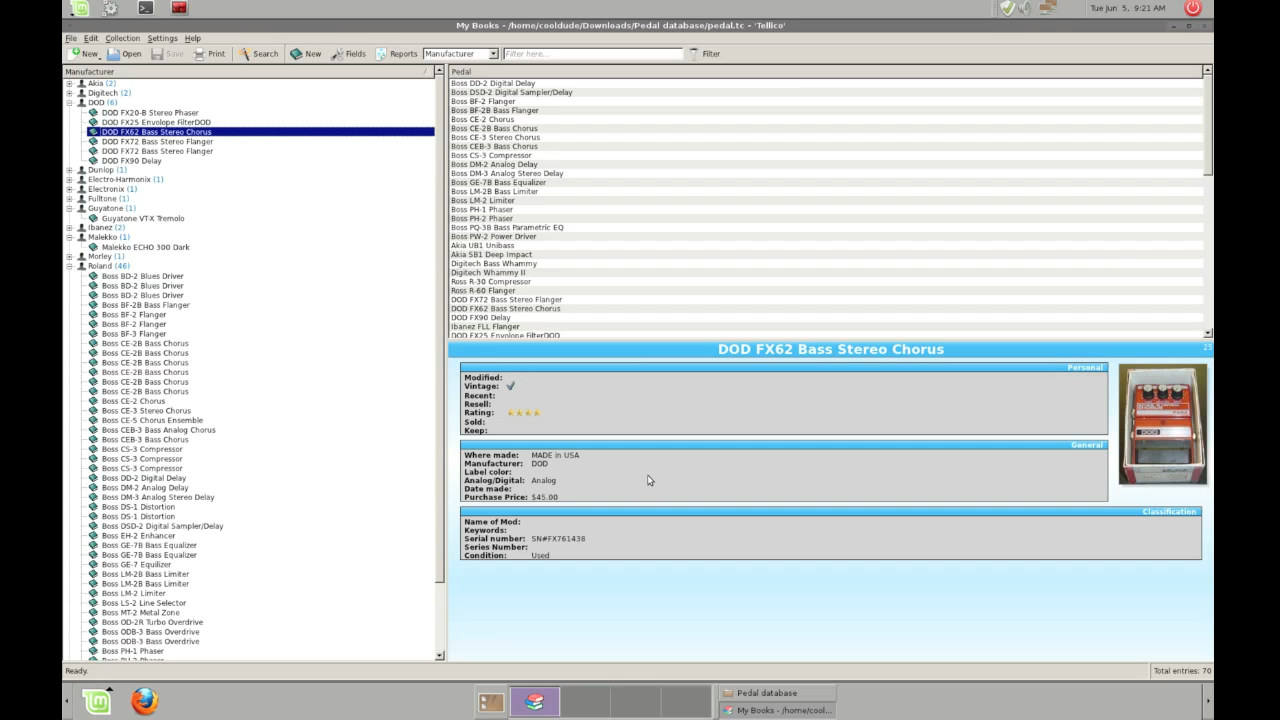 Tue Jun 5, 9:21 AM
My Books - /home/cooldude/Downloads/Pedal database/pedal.tc - 'Tellico'
File Edit Collection Settings Help
New Open Save Print Search New Fields Reports Manufacturer Filter here... Filter
Manufacturer
Akia (2)
Digitech (2)
DOD (6)
DOD FX20-B Stereo Phaser
DOD FX25 Envolope FilterDOD
DOD FX62 Bass Stereo Chorus
DOD FX72 Bass Stereo Flanger
DOD FX72 Bass Stereo Flanger
DOD FX90 Delay
Dunlop (1)
Electro-Harmonix (1)
Electronix (1)
Fulltone (1)
Guyatone (1)
Guyatone VT-X Tremolo
Ibanez (2)
Malekko (1)
Malekko ECHO 300 Dark
Morley (1)
Roland (46)
Boss BD-2 Blues Driver
Boss BD-2 Blues Driver
Boss BD-2 Blues Driver
Boss BF-2B Bass Flanger
Boss BF-2 Flanger
Boss BF-2 Flanger
Boss BF-3 Flanger
Boss CE-2B Bass Chorus
Boss CE-2B Bass Chorus
Boss CE-2B Bass Chorus
Boss CE-2B Bass Chorus
Boss CE-2B Bass Chorus
Boss CE-2B Bass Chorus
Boss CE-2 Chorus
Boss CE-3 Stereo Chorus
Boss CE-5 Chorus Ensemble
Boss CEB-3 Bass Analog Chorus
Boss CEB-3 Bass Chorus
Boss CS-3 Compressor
Boss CS-3 Compressor
Boss CS-3 Compressor
Boss DD-2 Digital Delay
Boss DM-2 Analog Delay
Boss DM-3 Analog Stereo Delay
Boss DS-1 Distortion
Boss DS-1 Distortion
Boss DSD-2 Digital Sampler/Delay
Boss EH-2 Enhancer
Boss GE-7B Bass Equalizer
Boss GE-7B Bass Equalizer
Boss GE-7 Equilizer
Boss LM-2B Bass Limiter
Boss LM-2B Bass Limiter
Boss LM-2 Limiter
Boss LS-2 Line Selector
Boss MT-2 Metal Zone
Boss OD-2R Turbo Overdrive
Boss ODB-3 Bass Overdrive
Boss ODB-3 Bass Overdrive
Boss PH-1 Phaser
Boss PH-2 Phaser
Pedal
Boss DD-2 Digital Delay
Boss DSD-2 Digital Sampler/Delay
Boss BF-2 Flanger
Boss BF-2B Bass Flanger
Boss CE-2 Chorus
Boss CE-2B Bass Chorus
Boss CE-3 Stereo Chorus
Boss CEB-3 Bass Chorus
Boss CS-3 Compressor
Boss DM-2 Analog Delay
Boss DM-3 Analog Stereo Delay
Boss GE-7B Bass Equalizer
Boss LM-2B Bass Limiter
Boss LM-2 Limiter
Boss PH-1 Phaser
Boss PH-2 Phaser
Boss PQ-3B Bass Parametric EQ
Boss PW-2 Power Driver
Akia UB1 Unibass
Akia SB1 Deep Impact
Digitech Bass Whammy
Digitech Whammy II
Ross R-30 Compressor
Ross R-60 Flanger
DOD FX72 Bass Stereo Flanger
DOD FX62 Bass Stereo Chorus
DOD FX90 Delay
Ibanez FLL Flanger
DOD FX25 Envolope FilterDOD
DOD FX62 Bass Stereo Chorus
Personal
Modified:
Vintage:
Recent:
Resell:
Rating:
Sold:
Keep:
General
Where made: MADE in USA
Manufacturer: DOD
Label color:
Analog/Digital: Analog
Date made:
Purchase Price: $45.00
Classification
Name of Mod:
Keywords:
Serial number: SN#FX761438
Series Number:
Condition: Used
Ready.
Total entries: 70
Pedal database
My Books - /home/cool...